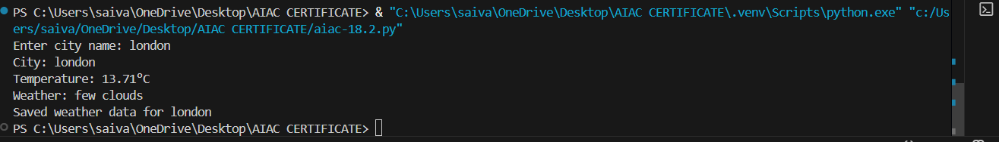 PS C:\Users\saiva\OneDrive\Desktop\AIAC CERTIFICATE> & "C:\Users\saiva\OneDrive\Desktop\AIAC CERTIFICATE\.venv\Scripts\python.exe" "c:/Us
ers/saiva/OneDrive/Desktop/AIAC CERTIFICATE/aiac-18.2.py"
Enter city name: london
City: london
Temperature: 13.71°C
Weather: few clouds
Saved weather data for london
PS C:\Users\saiva\OneDrive\Desktop\AIAC CERTIFICATE>